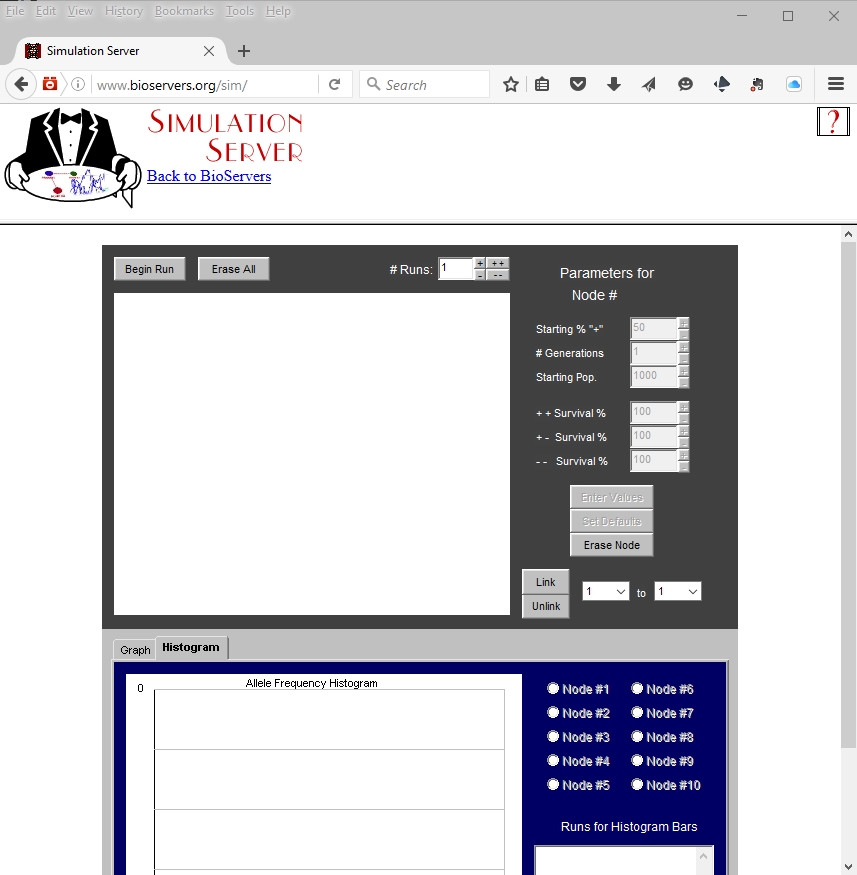 File Edit View History Bookmarks Tools Help
Simulation Server
www.bioservers.org/sim/
Search
SIMULATION
SERVER
Back to BioServers
?
Begin Run
Erase All
# Runs:
1
+
++
-
--
Parameters for
Node #
Starting % "+"
50
# Generations
1
Starting Pop.
1000
+ + Survival %
100
+ - Survival %
100
- - Survival %
100
Enter Values
Set Defaults
Erase Node
Link
Unlink
1
to
1
Graph
Histogram
Allele Frequency Histogram
0
Node #1
Node #6
Node #2
Node #7
Node #3
Node #8
Node #4
Node #9
Node #5
Node #10
Runs for Histogram Bars